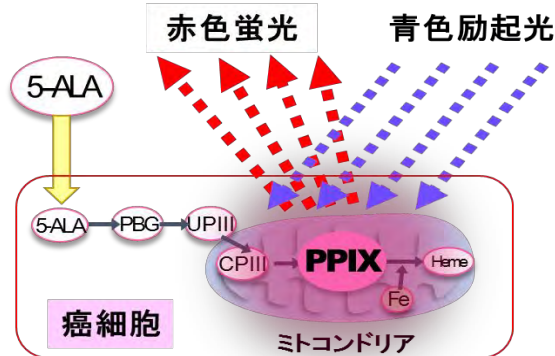 赤色蛍光
青色励起光
5-ALA
5-ALA
PBG
UPIII
CPIII
PPIX
Heme
Fe
癌細胞
ミトコンドリア